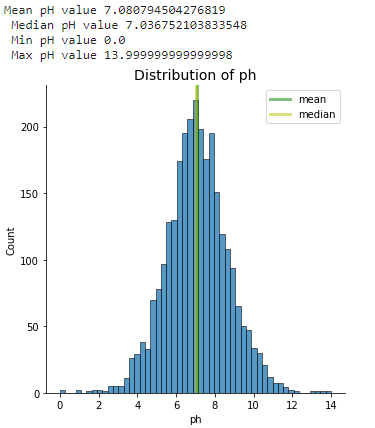 Mean pH value 7.080794504276819
Median pH value 7.036752103833548
Min pH value 0.0
Max pH value 13.999999999999998
Distribution of ph
mean
median
200
150
100
50
0
Count
0 2 4 6 8 10 12 14
ph